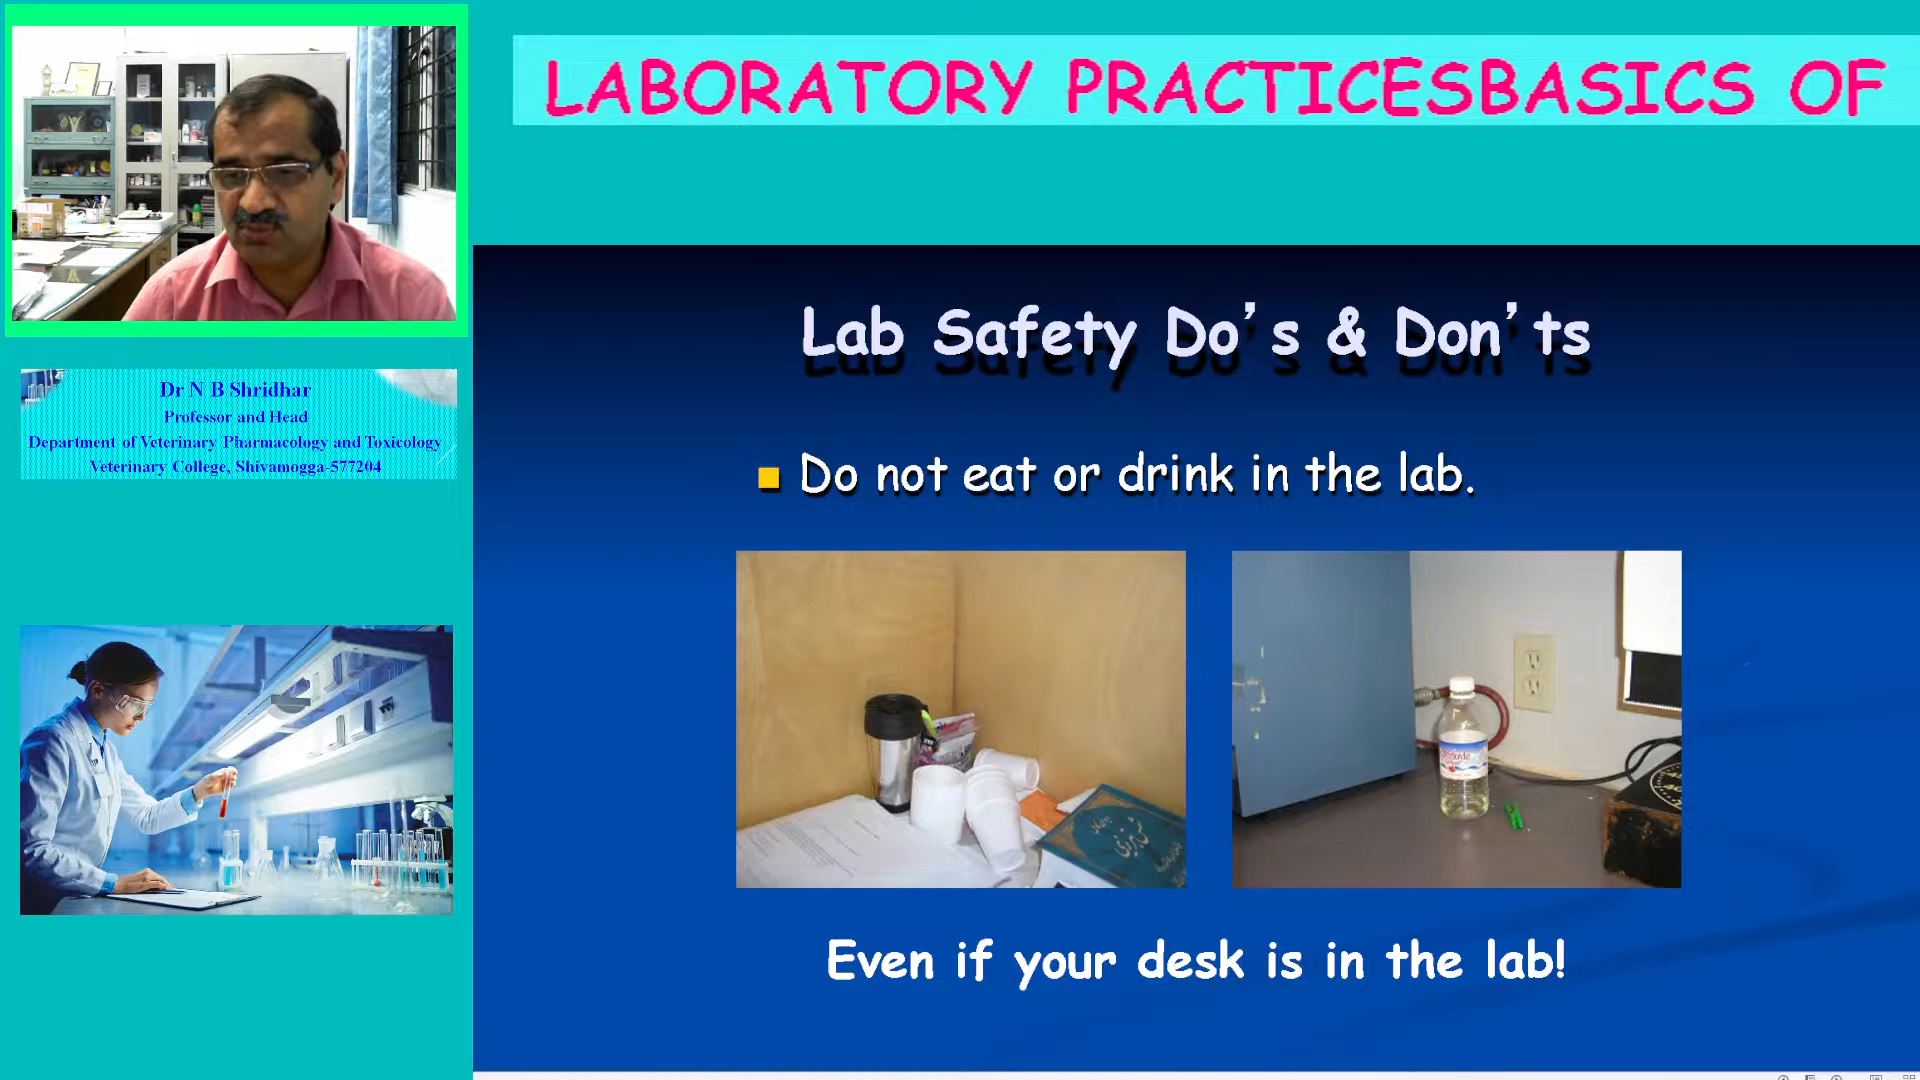 LABORATORY PRACTICESBASICS OF
Dr N B Shridhar
Professor and Head
Department of Veterinary Pharmacology and Toxicology
Veterinary College, Shivamogga-577204
Lab Safety Do’s & Don’ts
Do not eat or drink in the lab.
Even if your desk is in the lab!